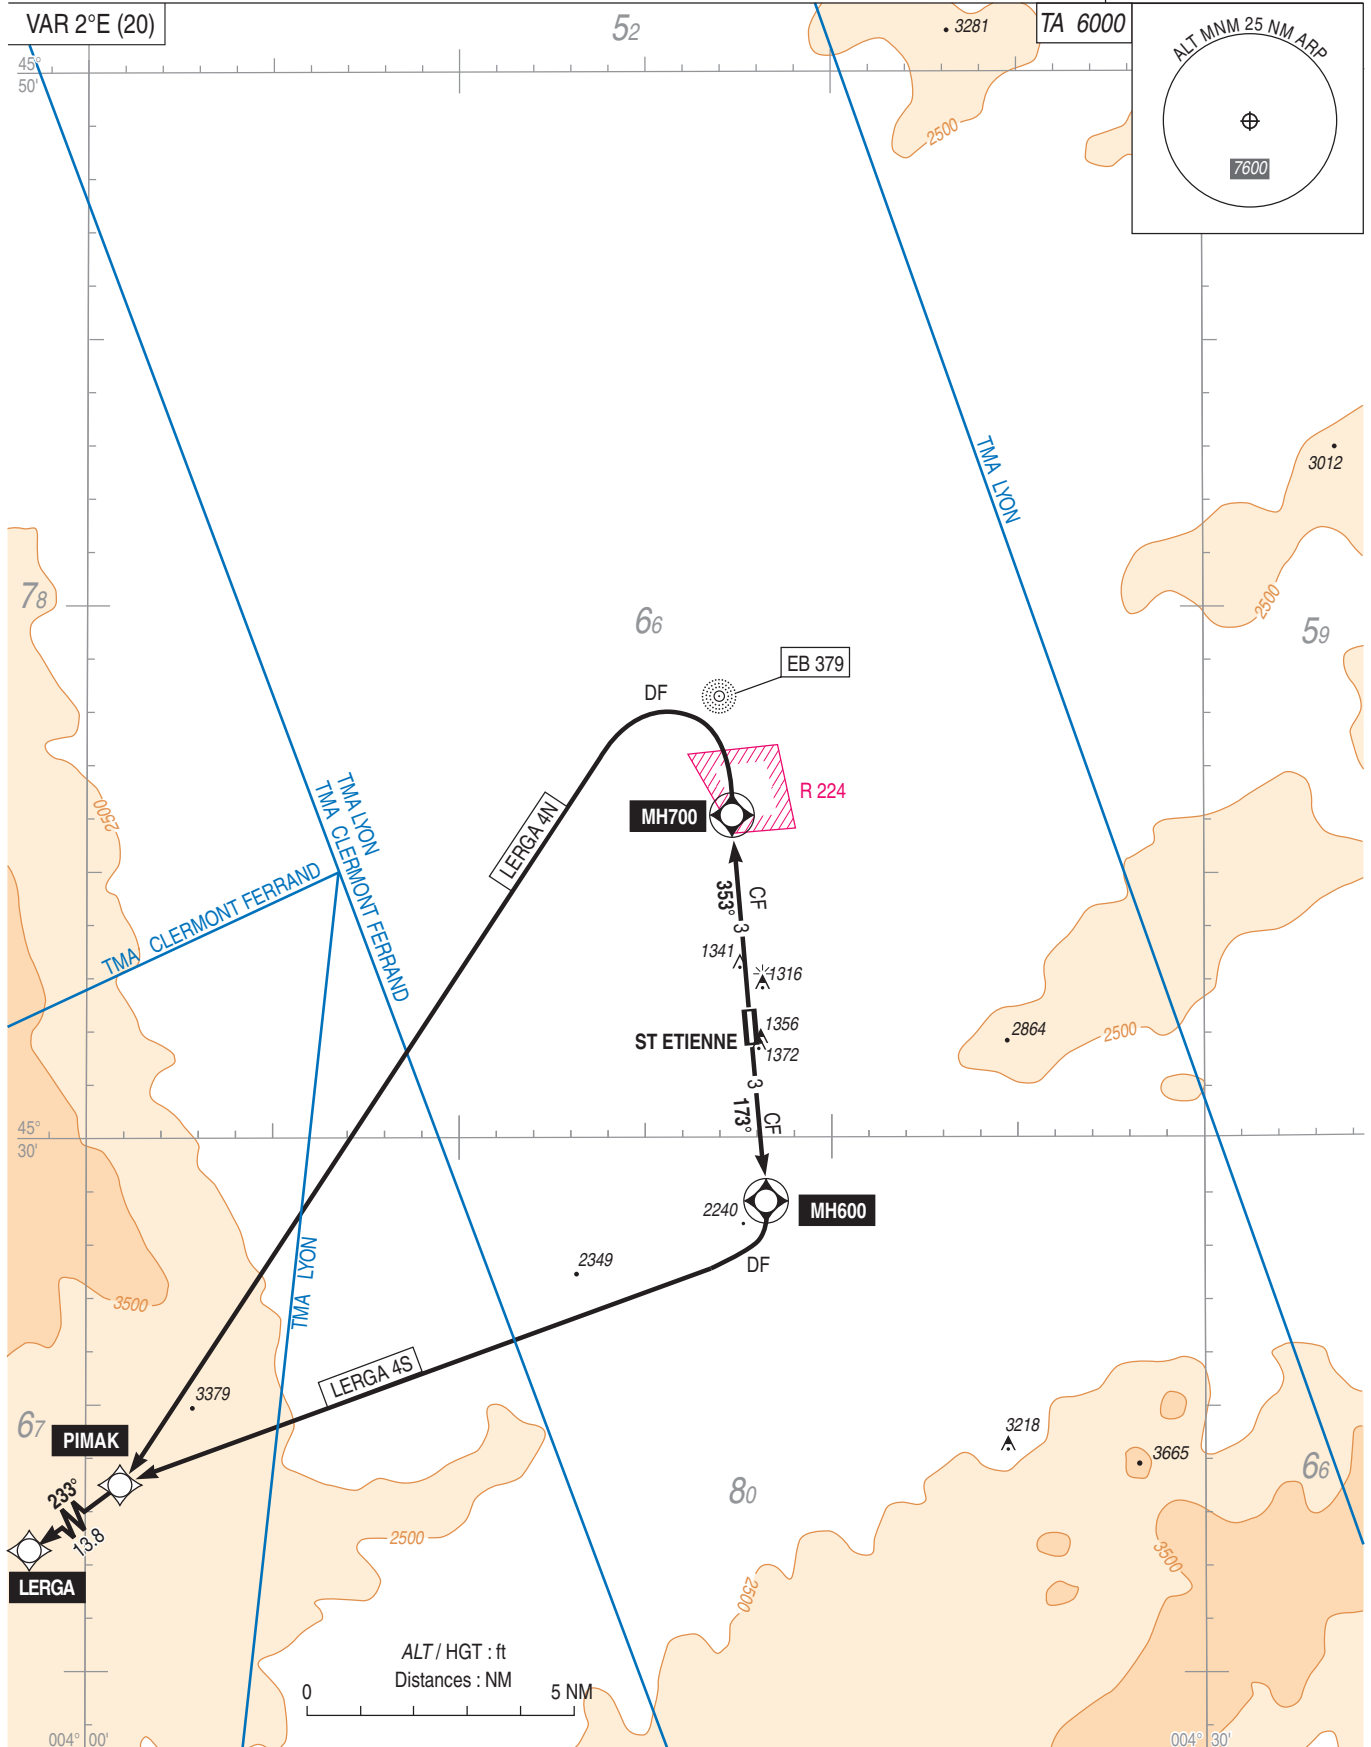 VAR 2°E (20)
52
3281
TA 6000
ALT MNM 25 NM ARP
7600
45°
50'
2500
TMA LYON
3012
78
66
2500
59
EB 379
DF
R 224
MH700
2500
LERGA 4N
TMA LYON
TMA CLERMONT FERRAND
TMA CLERMONT FERRAND
353°
CF
3
1341
1316
ST ETIENNE
1356
1372
2864
2500
3
173°
CF
45°
30'
2240
MH600
DF
2349
TMA LYON
3500
LERGA 4S
3379
67
PIMAK
3218
3665
66
80
233°
13.8
2500
3500
LERGA
2500
ALT / HGT : ft
Distances : NM
0
5 NM
004° 00'
004° 30'